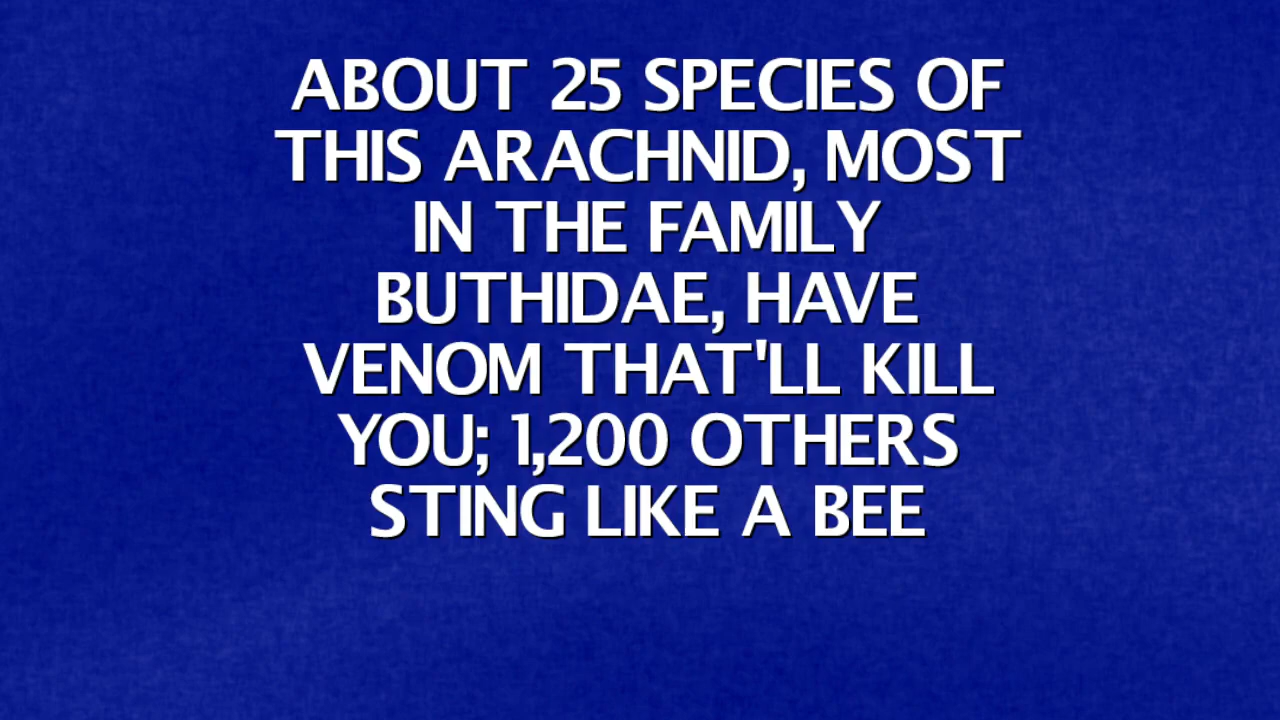 ABOUT 25 SPECIES OF
THIS ARACHNID, MOST
IN THE FAMILY
BUTHIDAE, HAVE
VENOM THAT'LL KILL
YOU; 1,200 OTHERS
STING LIKE A BEE